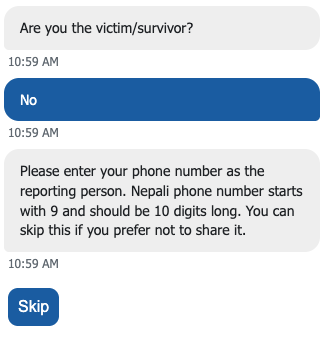 Are you the victim/survivor?
10:59 AM
No
10:59 AM
Please enter your phone number as the
reporting person. Nepali phone number starts
with 9 and should be 10 digits long. You can
skip this if you prefer not to share it.
10:59 AM
Skip